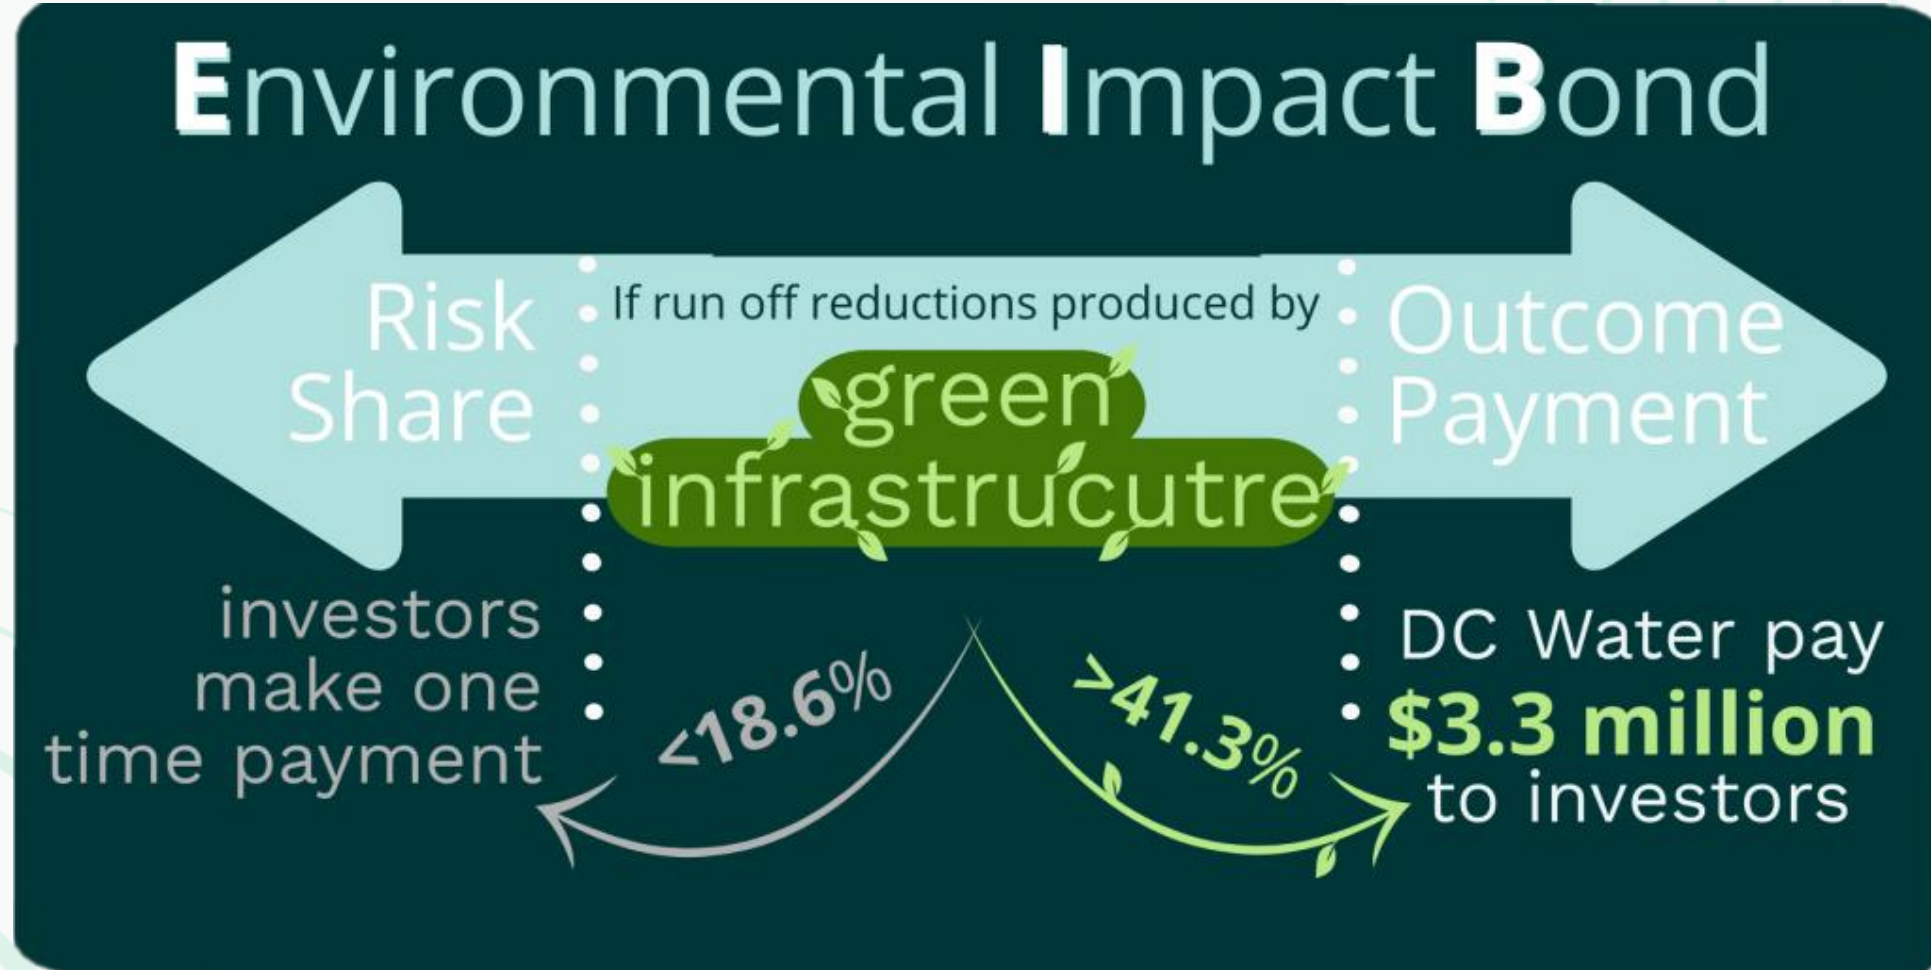 Environmental Impact Bond
Risk
Share
If run off reductions produced by
green
infrastrucutre
Outcome
Payment
investors
make one
time payment
<18.6%
>41.3%
DC Water pay
$3.3 million
to investors